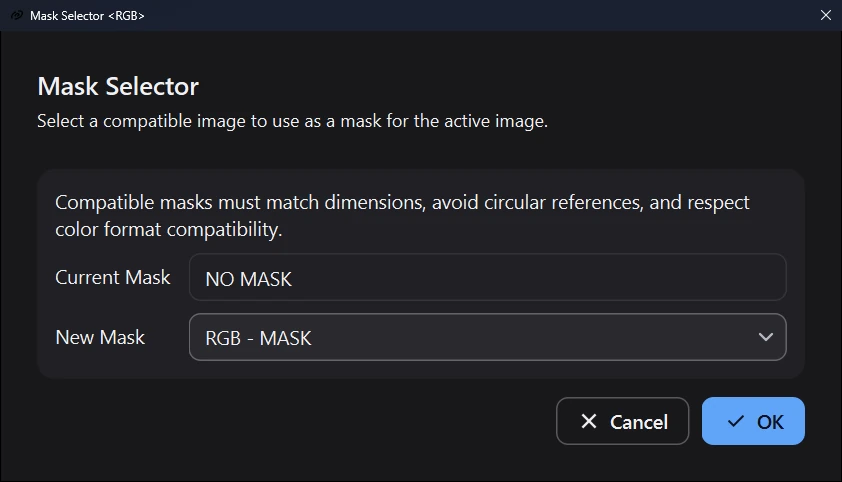 Mask Selector <RGB>
Mask Selector
Select a compatible image to use as a mask for the active image.
Compatible masks must match dimensions, avoid circular references, and respect
color format compatibility.
Current Mask NO MASK
New Mask RGB - MASK
Cancel OK